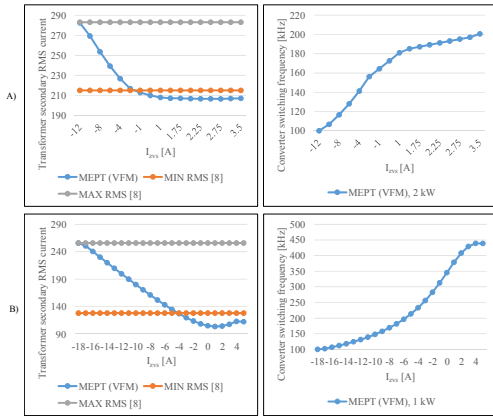 A)
Transformer secondary RMS current
290
270
250
230
210
190
-12
-8
-4
-1
1
1.75
2.25
2.75
3.5
Izvs [A]
MEPT (VFM)
MIN RMS [8]
MAX RMS [8]
Converter switching frequency [kHz]
220
200
180
160
140
120
100
-12
-8
-4
-1
1
1.75
2.25
2.75
3.5
Izvs [A]
MEPT (VFM), 2 kW
B)
Transformer secondary RMS current
290
240
190
140
90
-18 -16 -14 -12 -10 -8 -6 -4 -2 0 2 4
Izvs [A]
MEPT (VFM)
MIN RMS [8]
MAX RMS [8]
Converter switching frequency [kHz]
500
450
400
350
300
250
200
150
100
-18 -16 -14 -12 -10 -8 -6 -4 -2 0 2 4
Izvs [A]
MEPT (VFM), 1 kW